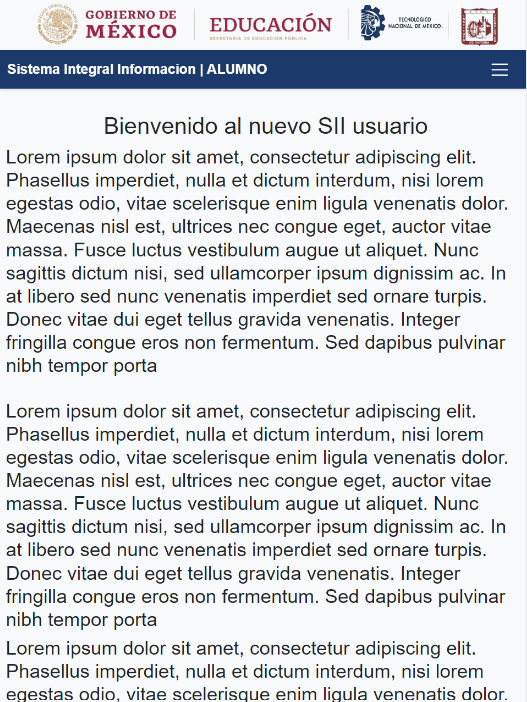 GOBIERNO DE
MÉXICO
EDUCACIÓN
SECRETARÍA DE EDUCACIÓN PÚBLICA
TECNOLÓGICO
NACIONAL DE MÉXICO
Sistema Integral Informacion | ALUMNO
Bienvenido al nuevo SII usuario
Lorem ipsum dolor sit amet, consectetur adipiscing elit.
Phasellus imperdiet, nulla et dictum interdum, nisi lorem
egestas odio, vitae scelerisque enim ligula venenatis dolor.
Maecenas nisl est, ultrices nec congue eget, auctor vitae
massa. Fusce luctus vestibulum augue ut aliquet. Nunc
sagittis dictum nisi, sed ullamcorper ipsum dignissim ac. In
at libero sed nunc venenatis imperdiet sed ornare turpis.
Donec vitae dui eget tellus gravida venenatis. Integer
fringilla congue eros non fermentum. Sed dapibus pulvinar
nibh tempor porta
Lorem ipsum dolor sit amet, consectetur adipiscing elit.
Phasellus imperdiet, nulla et dictum interdum, nisi lorem
egestas odio, vitae scelerisque enim ligula venenatis dolor.
Maecenas nisl est, ultrices nec congue eget, auctor vitae
massa. Fusce luctus vestibulum augue ut aliquet. Nunc
sagittis dictum nisi, sed ullamcorper ipsum dignissim ac. In
at libero sed nunc venenatis imperdiet sed ornare turpis.
Donec vitae dui eget tellus gravida venenatis. Integer
fringilla congue eros non fermentum. Sed dapibus pulvinar
nibh tempor porta
Lorem ipsum dolor sit amet, consectetur adipiscing elit.
Phasellus imperdiet, nulla et dictum interdum, nisi lorem
egestas odio, vitae scelerisque enim ligula venenatis dolor.